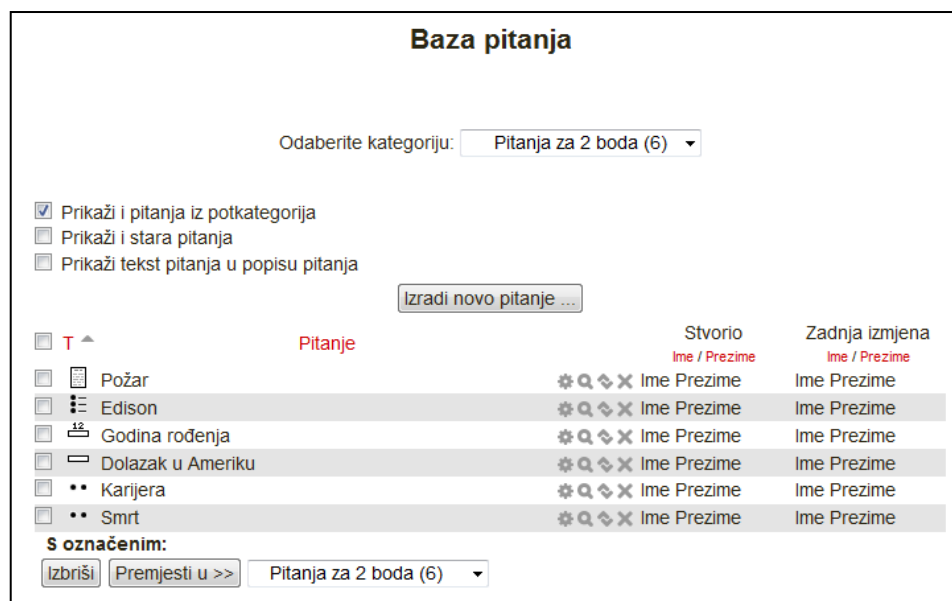 Baza pitanja
Odaberite kategoriju: Pitanja za 2 boda (6)
Prikaži i pitanja iz potkategorija
Prikaži i stara pitanja
Prikaži tekst pitanja u popisu pitanja
Izradi novo pitanje ...
T Pitanje Stvorio Zadnja izmjena
Ime / Prezime Ime / Prezime
Požar Ime Prezime Ime Prezime
Edison Ime Prezime Ime Prezime
12 Godina rođenja Ime Prezime Ime Prezime
Dolazak u Ameriku Ime Prezime Ime Prezime
Karijera Ime Prezime Ime Prezime
Smrt Ime Prezime Ime Prezime
S označenim:
Izbriši Premjesti u >> Pitanja za 2 boda (6)